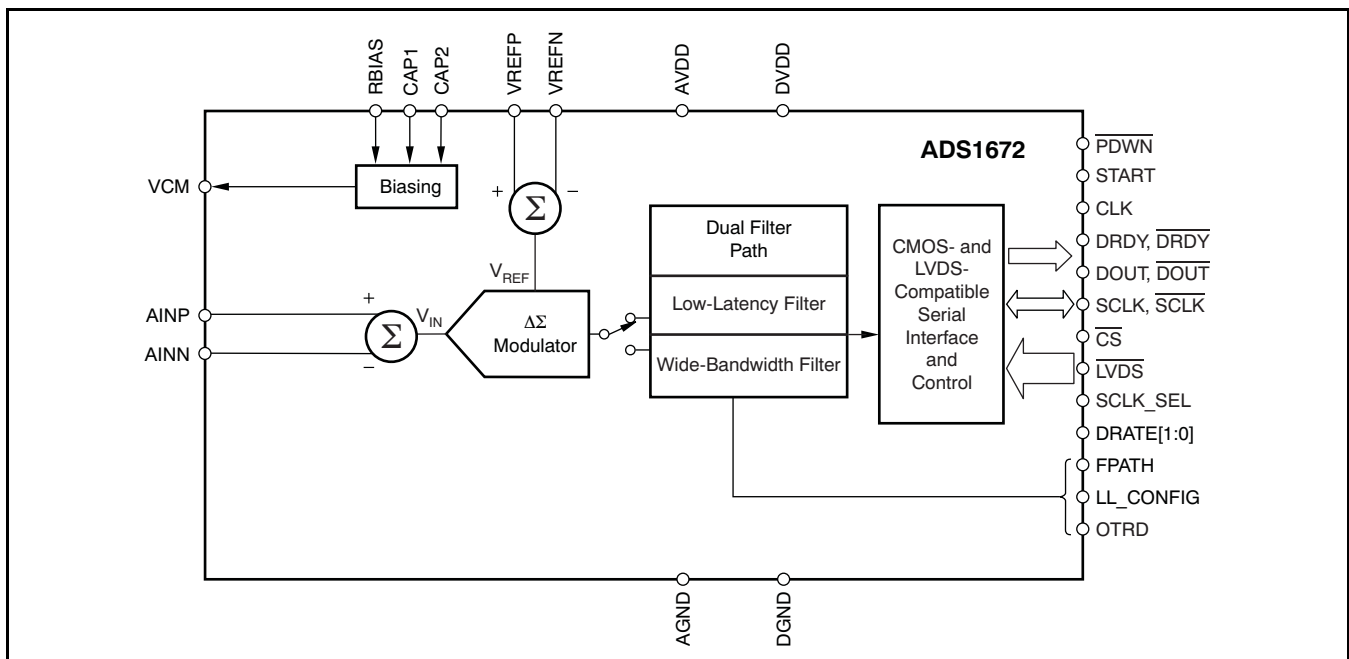 RBIAS
CAP1
CAP2
VREFP
VREFN
AVDD
DVDD
ADS1672
VCM
Biasing
+
−
Σ
VREF
AINP
AINN
+
−
Σ
VIN
ΔΣ
Modulator
Dual Filter
Path
Low-Latency Filter
Wide-Bandwidth Filter
CMOS- and
LVDS-
Compatible
Serial
Interface
and
Control
PDWN
START
CLK
DRDY, DRDY
DOUT, DOUT
SCLK, SCLK
CS
LVDS
SCLK_SEL
DRATE[1:0]
FPATH
LL_CONFIG
OTRD
AGND
DGND